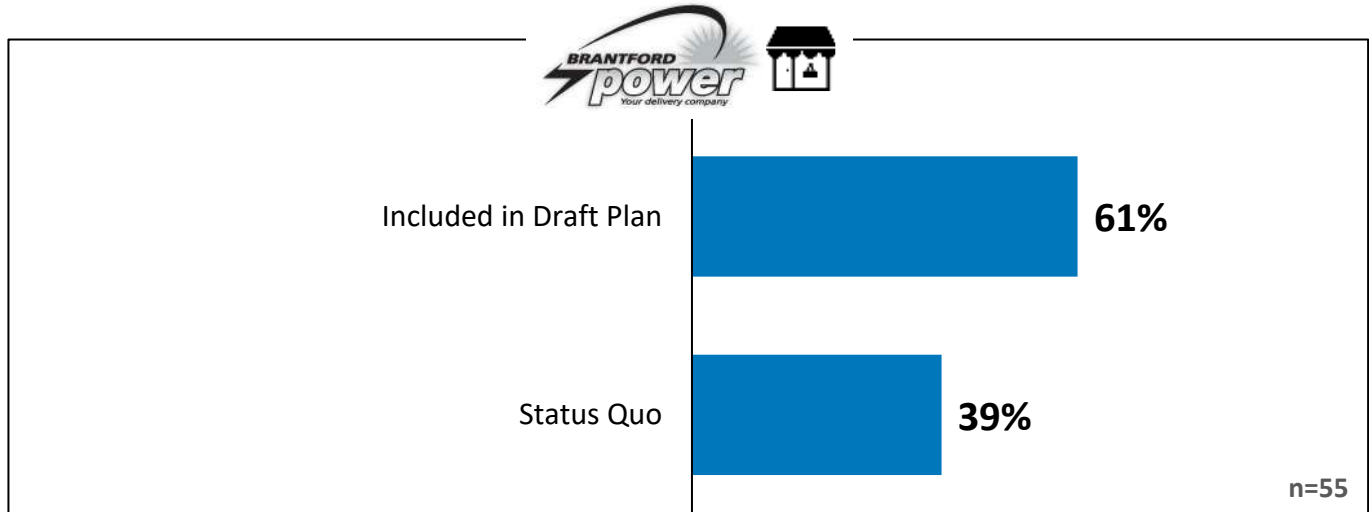 BRANTFORD
power
Your delivery company
Included in Draft Plan
61%
Status Quo
39%
n=55